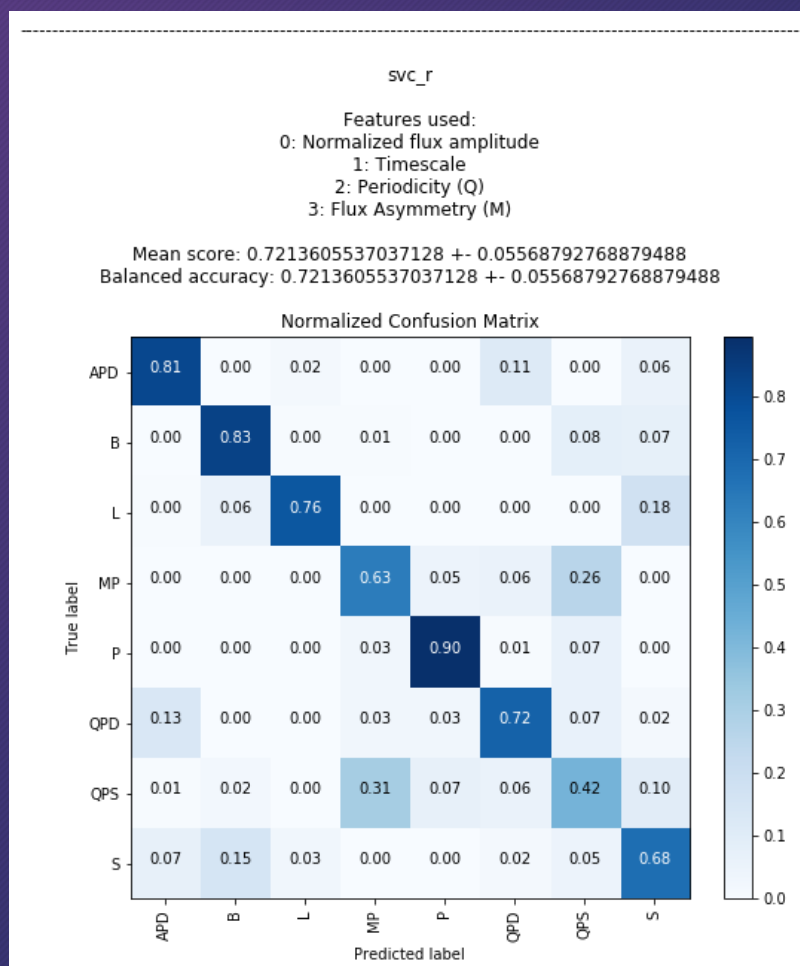 svc_r
Features used:
0: Normalized flux amplitude
1: Timescale
2: Periodicity (Q)
3: Flux Asymmetry (M)
Mean score: 0.7213605537037128 +- 0.05568792768879488
Balanced accuracy: 0.7213605537037128 +- 0.05568792768879488
Normalized Confusion Matrix
APD 0.81 0.00 0.02 0.00 0.00 0.11 0.00 0.06
B 0.00 0.83 0.00 0.01 0.00 0.00 0.08 0.07
L 0.00 0.06 0.76 0.00 0.00 0.00 0.00 0.18
MP 0.00 0.00 0.00 0.63 0.05 0.06 0.26 0.00
P 0.00 0.00 0.00 0.03 0.90 0.01 0.07 0.00
QPD 0.13 0.00 0.00 0.03 0.03 0.72 0.07 0.02
QPS 0.01 0.02 0.00 0.31 0.07 0.06 0.42 0.10
S 0.07 0.15 0.03 0.00 0.00 0.02 0.05 0.68
True label
APD B L MP P QPD QPS S
Predicted label
0.8
0.7
0.6
0.5
0.4
0.3
0.2
0.1
0.0